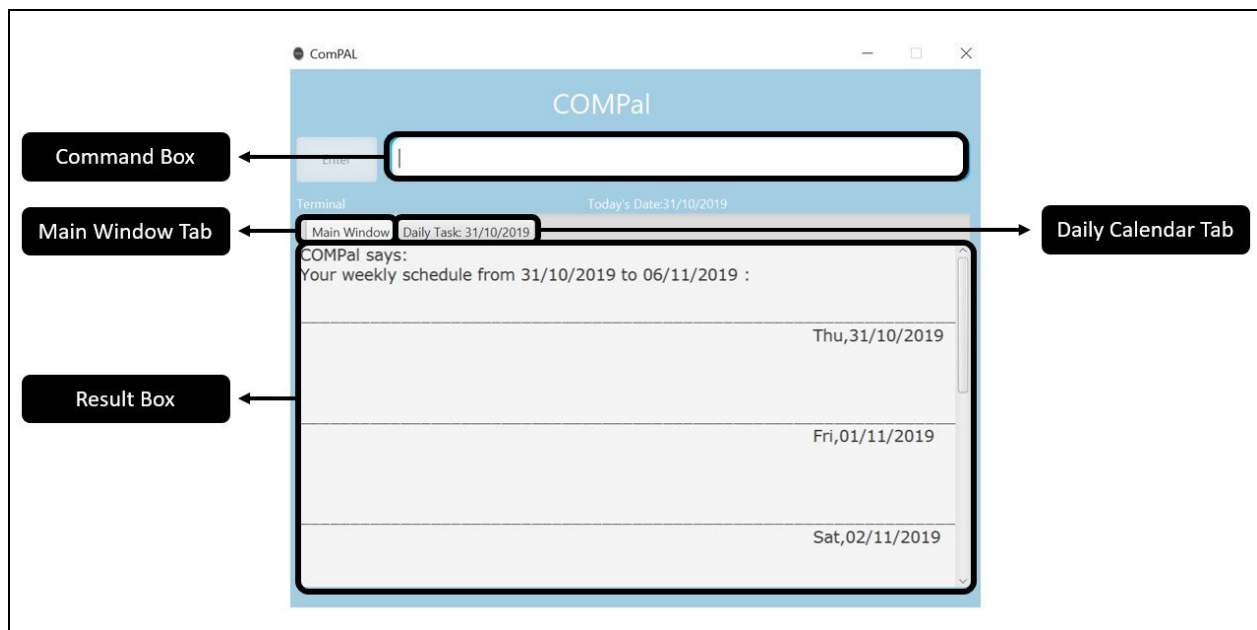 ComPAL
COMPal
Command Box
Enter
Terminal
Today's Date:31/10/2019
Main Window Tab
Main Window
Daily Task: 31/10/2019
Daily Calendar Tab
COMPal says:
Your weekly schedule from 31/10/2019 to 06/11/2019 :
Thu,31/10/2019
Result Box
Fri,01/11/2019
Sat,02/11/2019